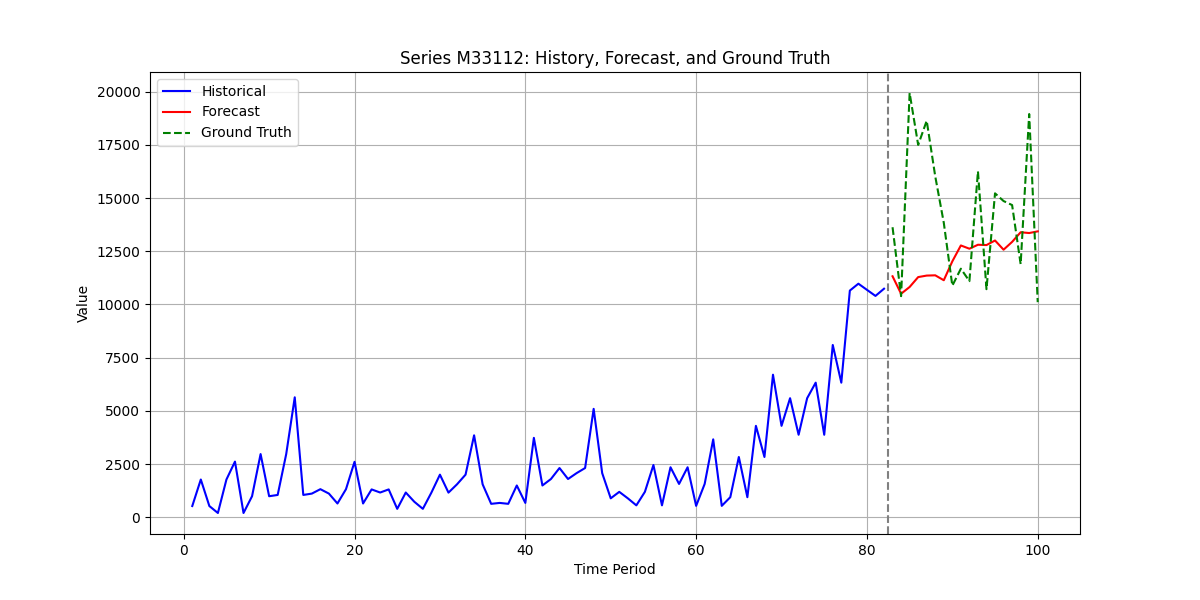 Series M33112: History, Forecast, and Ground Truth
Historical
Forecast
Ground Truth
20000
17500
15000
12500
10000
7500
5000
2500
0
Value
0
20
40
60
80
100
Time Period